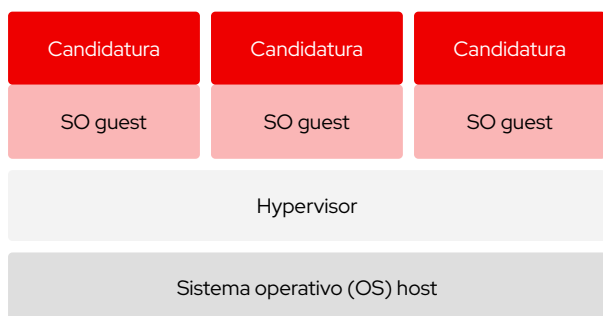 Candidatura Candidatura Candidatura
SO guest SO guest SO guest
Hypervisor
Sistema operativo (OS) host